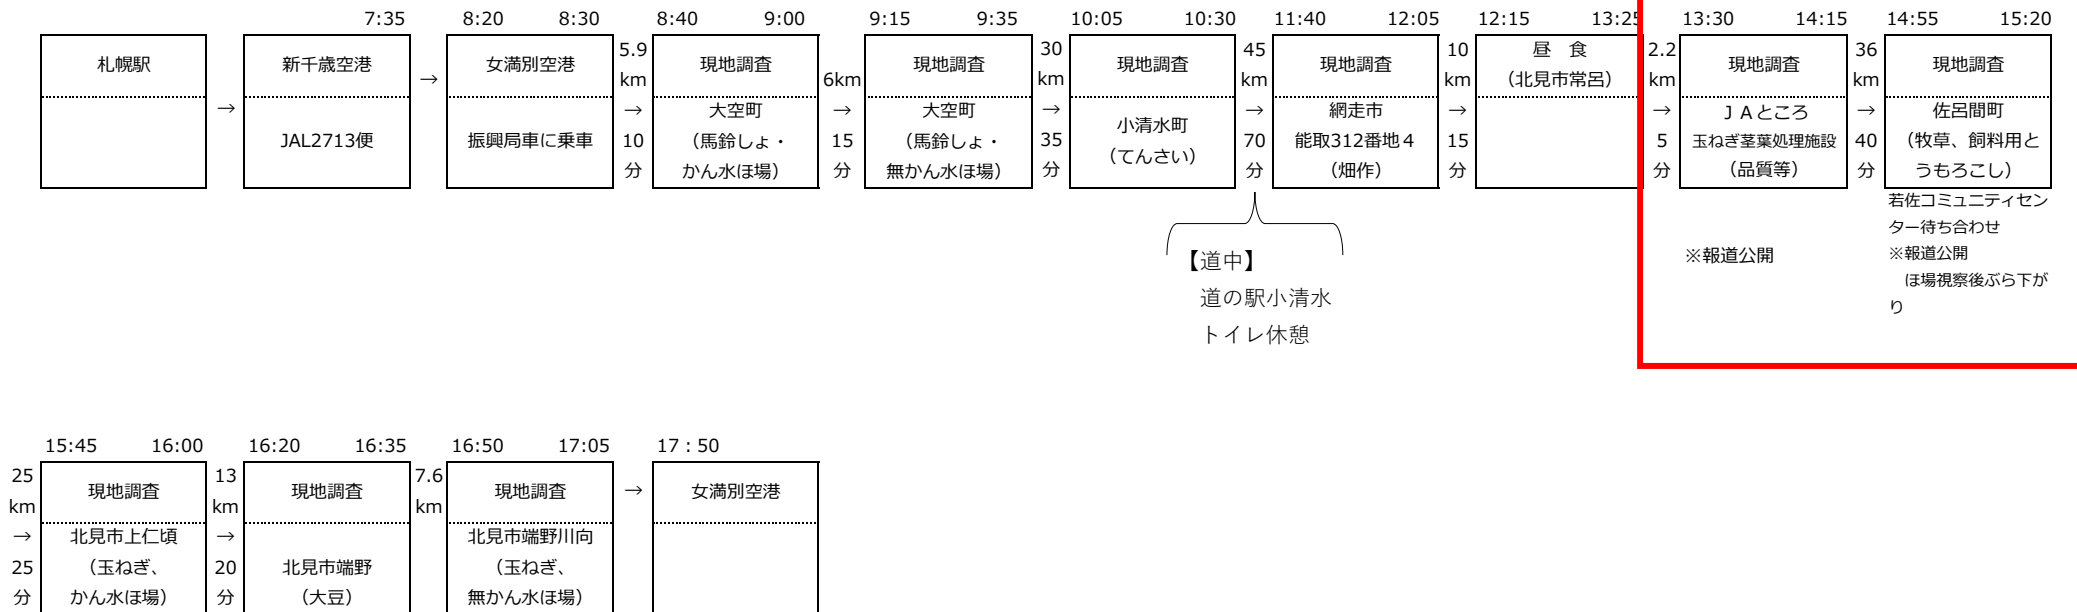 7:35 8:20 8:30 8:40 9:00 9:15 9:35 10:05 10:30 11:40 12:05 12:15 13:25 13:30 14:15 14:55 15:20
札幌駅
→
新千歳空港
JAL2713便
→
女満別空港
振興局車に乗車
5.9
km
→
10
分
現地調査
大空町
（馬鈴しょ・
かん水ほ場）
6km
→
15
分
現地調査
大空町
（馬鈴しょ・
無かん水ほ場）
30
km
→
35
分
現地調査
小清水町
（てんさい）
45
km
→
70
分
現地調査
網走市
能取312番地４
（畑作）
10
km
→
15
分
昼　食
（北見市常呂）
2.2
km
→
5
分
現地調査
ＪＡところ
玉ねぎ茎葉処理施設
（品質等）
36
km
→
40
分
現地調査
佐呂間町
（牧草、飼料用と
うもろこし）
【道中】
道の駅小清水
トイレ休憩
※報道公開
若佐コミュニティセン
ター待ち合わせ
※報道公開
ほ場視察後ぶら下が
り
15:45 16:00 16:20 16:35 16:50 17:05 17：50
25
km
→
25
分
現地調査
北見市上仁頃
（玉ねぎ、
かん水ほ場）
13
km
→
20
分
現地調査
北見市端野
（大豆）
7.6
km
現地調査
北見市端野川向
（玉ねぎ、
無かん水ほ場）
→
女満別空港